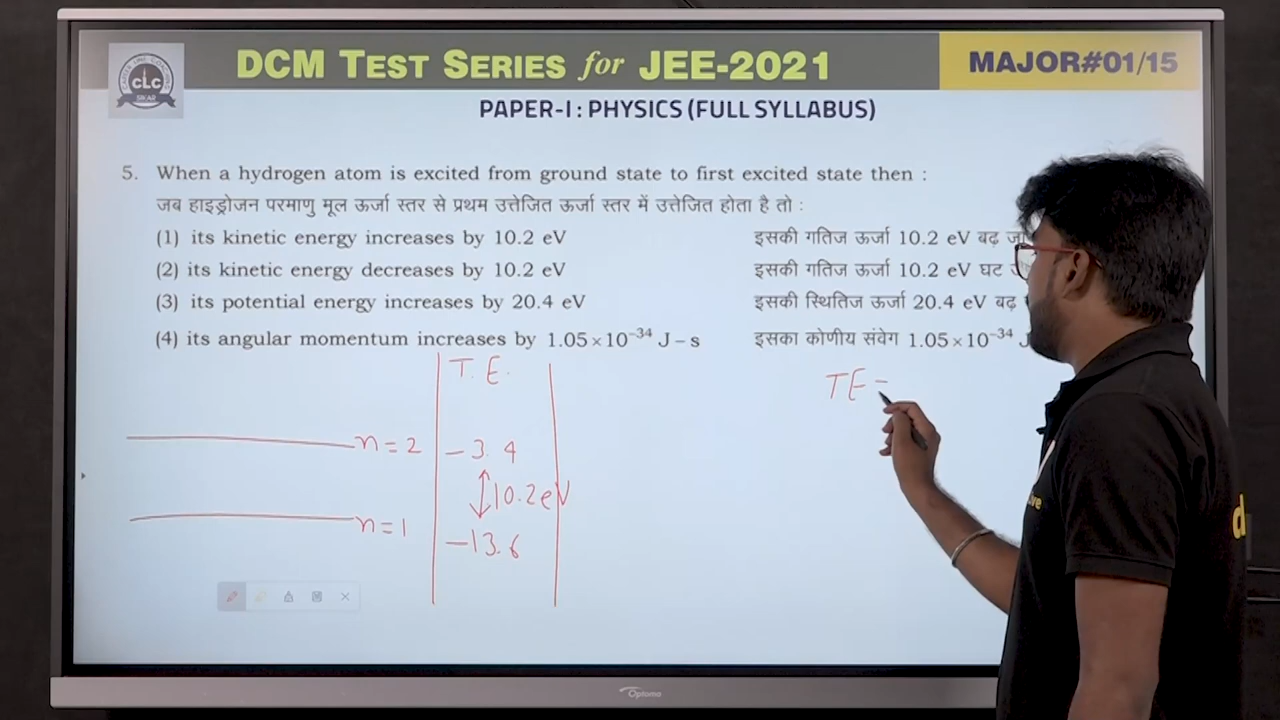 DCM TEST SERIES for JEE-2021
MAJOR#01/15
CLC
PAPER-I : PHYSICS (FULL SYLLABUS)
5. When a hydrogen atom is excited from ground state to first excited state then :
जब हाइड्रोजन परमाणु मूल ऊर्जा स्तर से प्रथम उत्तेजित ऊर्जा स्तर में उत्तेजित होता है तो :
(1) its kinetic energy increases by 10.2 eV इसकी गतिज ऊर्जा 10.2 eV बढ़
(2) its kinetic energy decreases by 10.2 eV इसकी गतिज ऊर्जा 10.2 eV घट
(3) its potential energy increases by 20.4 eV इसकी स्थितिज ऊर्जा 20.4 eV बढ़
(4) its angular momentum increases by 1.05×10⁻³⁴ J–s इसका कोणीय संवेग 1.05×10⁻³⁴ J
T. E.
TE =
n=2 -3.4
10.2 eV
n=1 -13.6
Optoma